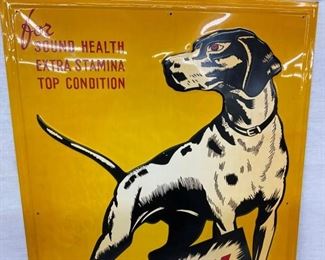 for
SOUND HEALTH
EXTRA STAMINA
TOP CONDITION